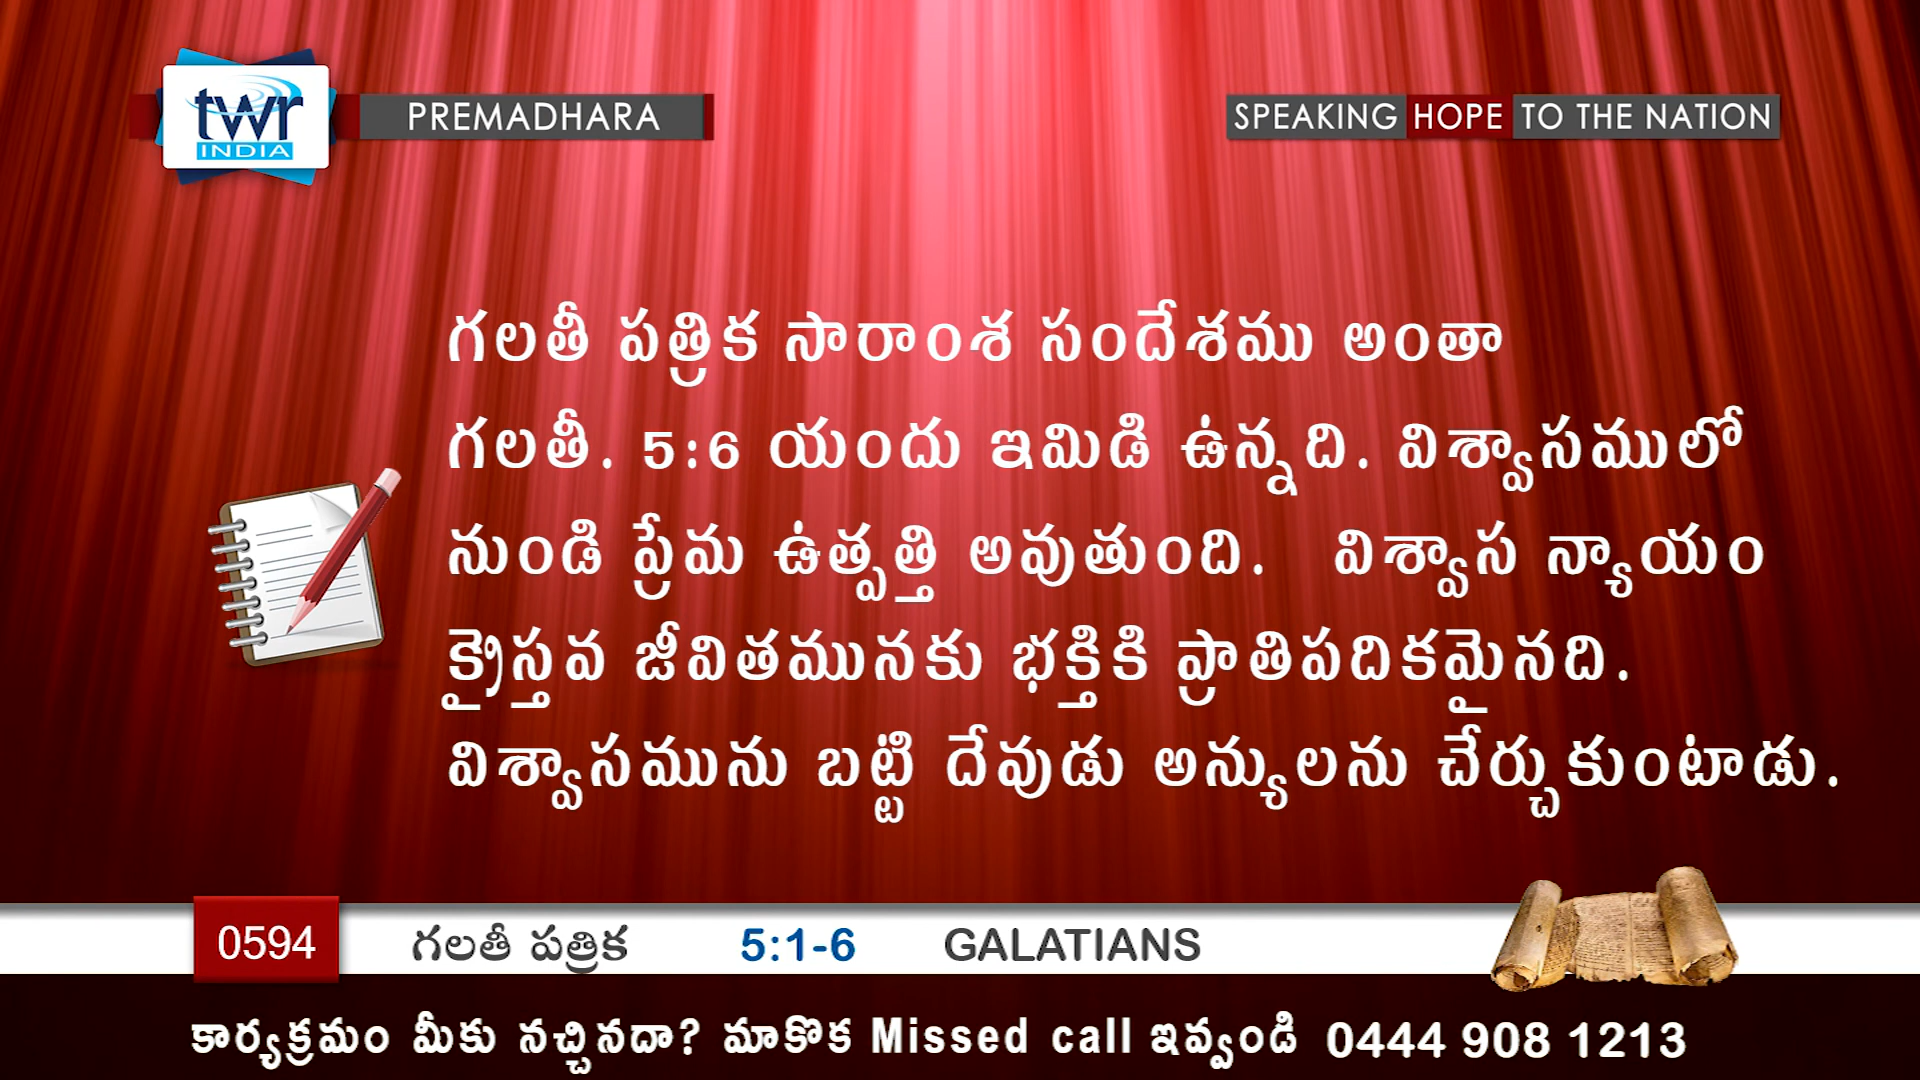 twr
INDIA
PREMADHARA
SPEAKING HOPE TO THE NATION
గలతీ పత్రిక సారాంశ సందేశము అంతా
గలతీ. 5:6 యందు ఇమిడి ఉన్నది. విశ్వాసములో
నుండి ప్రేమ ఉత్పత్తి అవుతుంది. విశ్వాస న్యాయం
క్రైస్తవ జీవితమునకు భక్తికి ప్రాతిపదికమైనది.
విశ్వాసమును బట్టి దేవుడు అన్యులను చేర్చుకుంటాడు.
0594 గలతీ పత్రిక 5:1-6 GALATIANS
కార్యక్రమం మీకు నచ్చినదా? మాకొక Missed call ఇవ్వండి 0444 908 1213